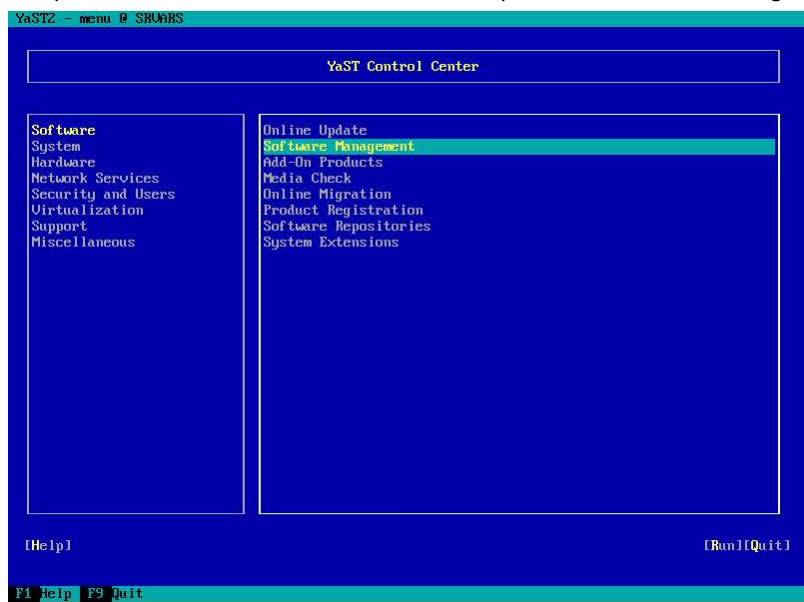 YaST2 - menu @ SRVARS
YaST Control Center
Software
System
Hardware
Network Services
Security and Users
Virtualization
Support
Miscellaneous
Online Update
Software Management
Add-On Products
Media Check
Online Migration
Product Registration
Software Repositories
System Extensions
[Help]
[Run][Quit]
F1 Help F9 Quit